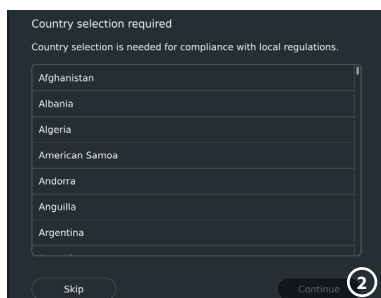 Country selection required
Country selection is needed for compliance with local regulations.
Afghanistan
Albania
Algeria
American Samoa
Andorra
Anguilla
Argentina
Skip
Continue
2